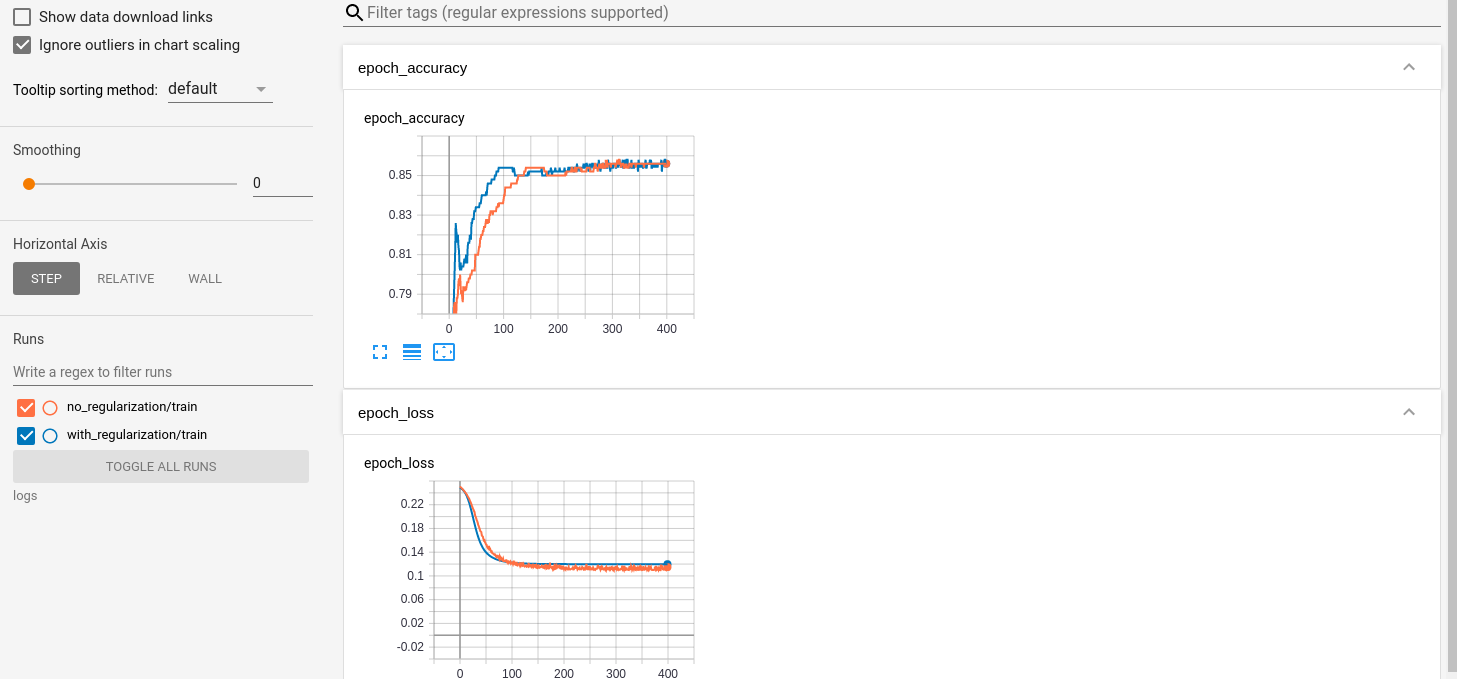 Show data download links
Ignore outliers in chart scaling
Tooltip sorting method: default
Smoothing
0
Horizontal Axis
STEP RELATIVE WALL
Runs
Write a regex to filter runs
no_regularization/train
with_regularization/train
TOGGLE ALL RUNS
logs
Filter tags (regular expressions supported)
epoch_accuracy
epoch_accuracy
0.85
0.83
0.81
0.79
0 100 200 300 400
epoch_loss
epoch_loss
0.22
0.18
0.14
0.1
0.06
0.02
-0.02
0 100 200 300 400